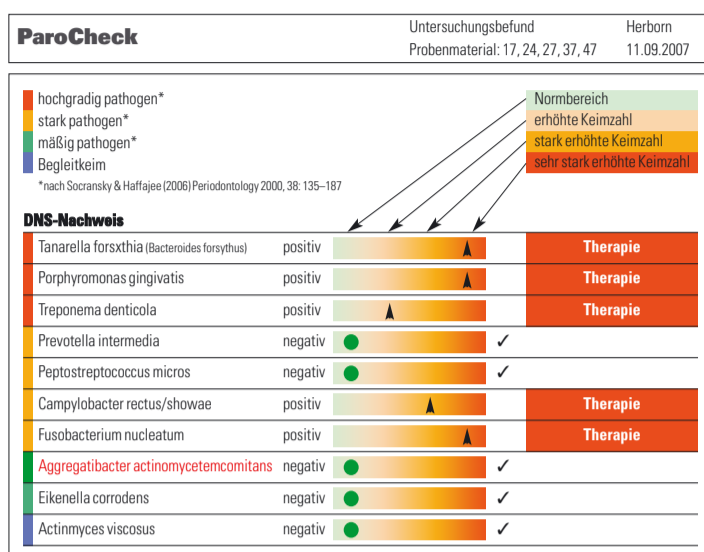 ParoCheck
Untersuchungsbefund Herborn
Probenmaterial: 17, 24, 27, 37, 47 11.09.2007
hochgradig pathogen* Normbereich
stark pathogen* erhöhte Keimzahl
mäßig pathogen* stark erhöhte Keimzahl
Begleitkeim sehr stark erhöhte Keimzahl
*nach Socransky & Haffajee (2006) Periodontology 2000, 38: 135–187
DNS-Nachweis
Tanarella forsxthia (Bacteroides forsythus) positiv Therapie
Porphyromonas gingivatis positiv Therapie
Treponema denticola positiv Therapie
Prevotella intermedia negativ ✓
Peptostreptococcus micros negativ ✓
Campylobacter rectus/showae positiv Therapie
Fusobacterium nucleatum positiv Therapie
Aggregatibacter actinomycetemcomitans negativ ✓
Eikenella corrodens negativ ✓
Actinmyces viscosus negativ ✓